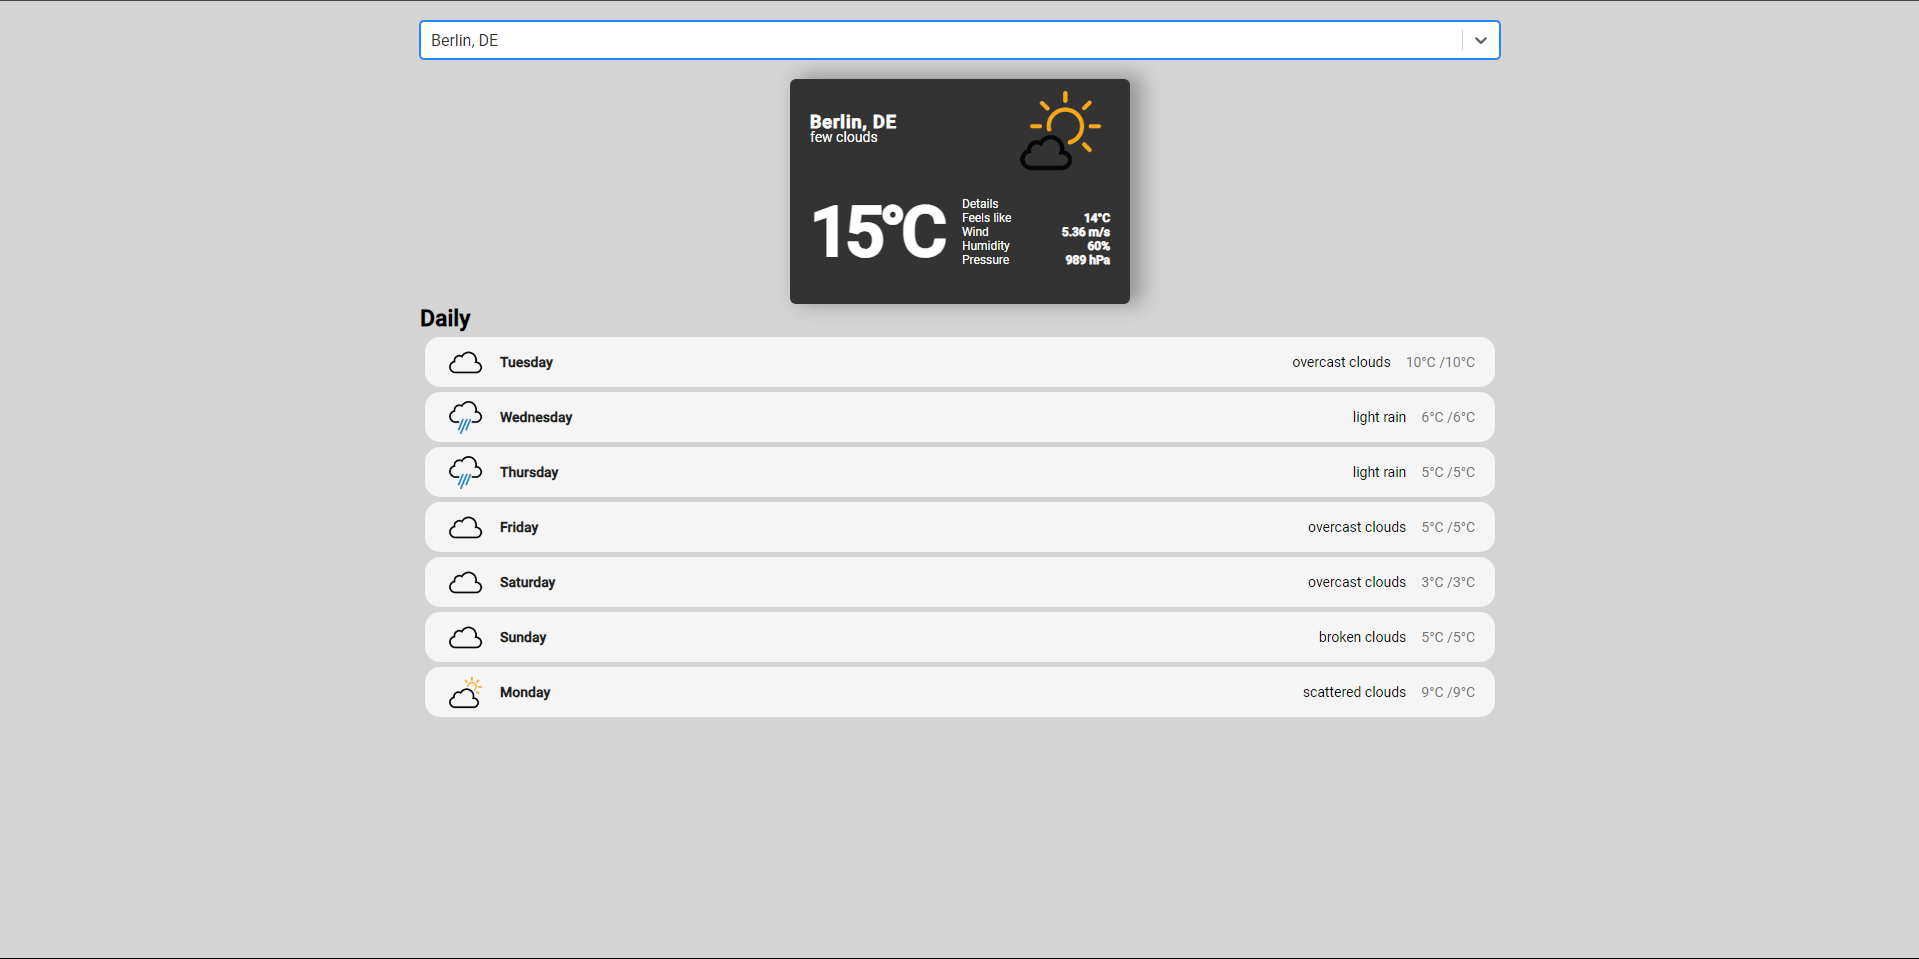 Berlin, DE
Berlin, DE
few clouds
15°C
Details
Feels like 14°C
Wind 5.36 m/s
Humidity 60%
Pressure 989 hPa
Daily
Tuesday overcast clouds 10°C /10°C
Wednesday light rain 6°C /6°C
Thursday light rain 5°C /5°C
Friday overcast clouds 5°C /5°C
Saturday overcast clouds 3°C /3°C
Sunday broken clouds 5°C /5°C
Monday scattered clouds 9°C /9°C